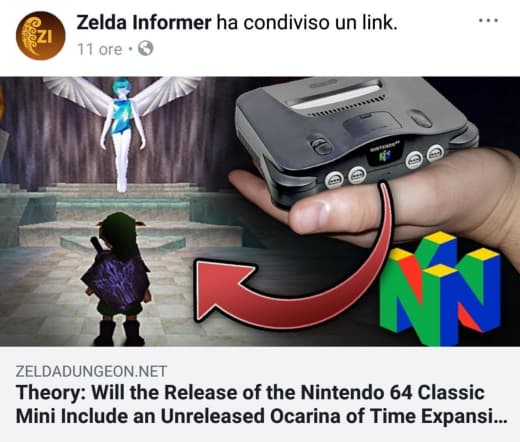 Zelda Informer ha condiviso un link.
ZI
11 ore
NINTENDO 64
ZELDADUNGEON.NET
Theory: Will the Release of the Nintendo 64 Classic
Mini Include an Unreleased Ocarina of Time Expansi...